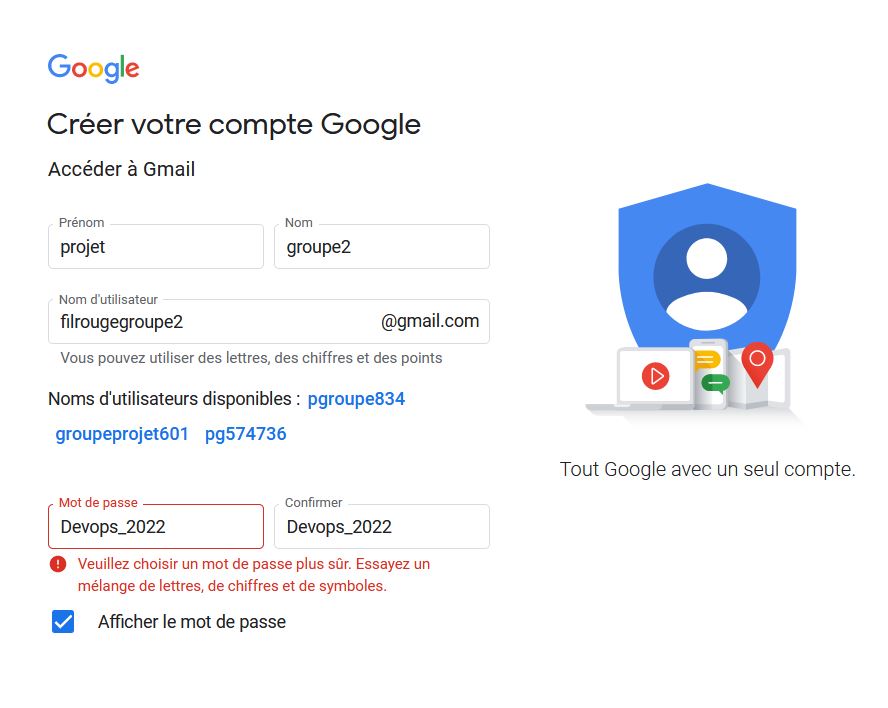 Google
Créer votre compte Google
Accéder à Gmail
Prénom
projet
Nom
groupe2
Nom d'utilisateur
filrougegroupe2 @gmail.com
Vous pouvez utiliser des lettres, des chiffres et des points
Noms d'utilisateurs disponibles : pgroupe834
groupeprojet601 pg574736
Mot de passe
Devops_2022
Confirmer
Devops_2022
Veuillez choisir un mot de passe plus sûr. Essayez un
mélange de lettres, de chiffres et de symboles.
Afficher le mot de passe
Tout Google avec un seul compte.